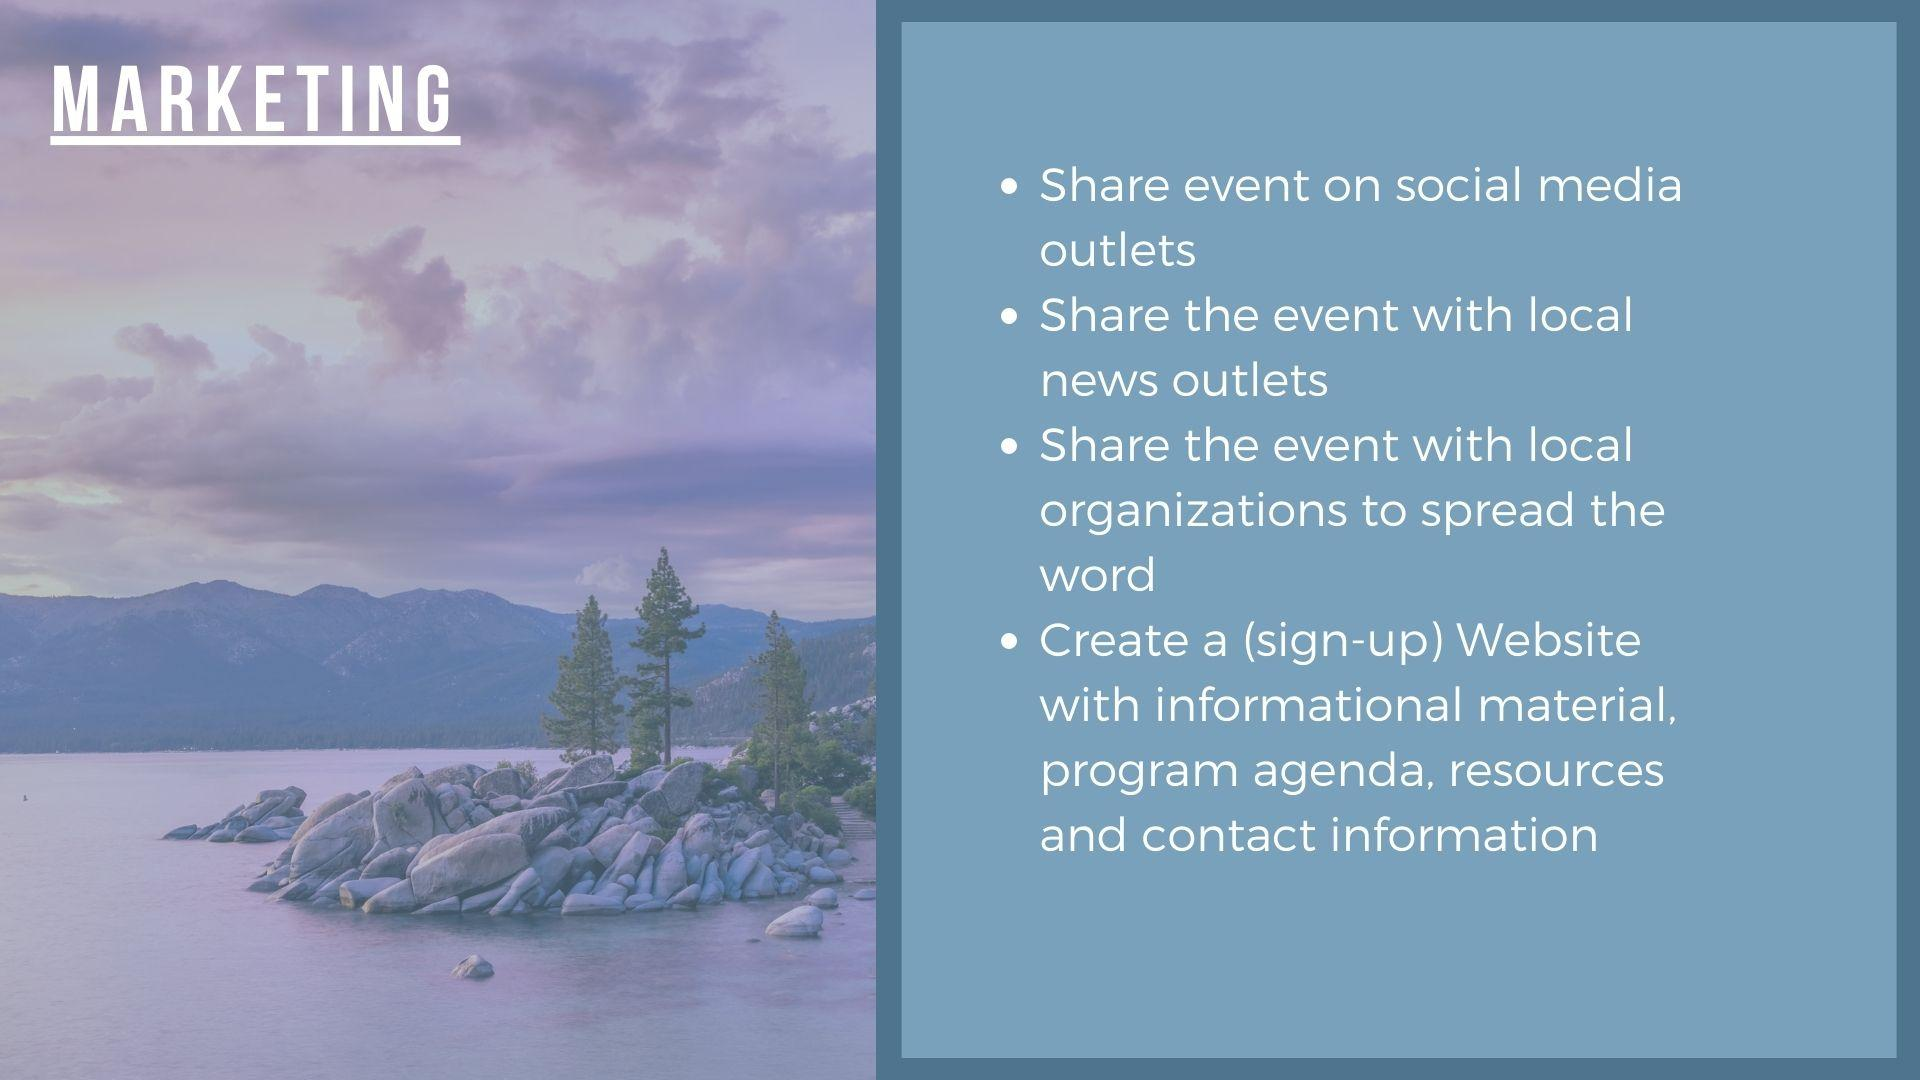 MARKETING
• Share event on social media
outlets
• Share the event with local
news outlets
• Share the event with local
organizations to spread the
word
• Create a (sign-up) Website
with informational material,
program agenda, resources
and contact information